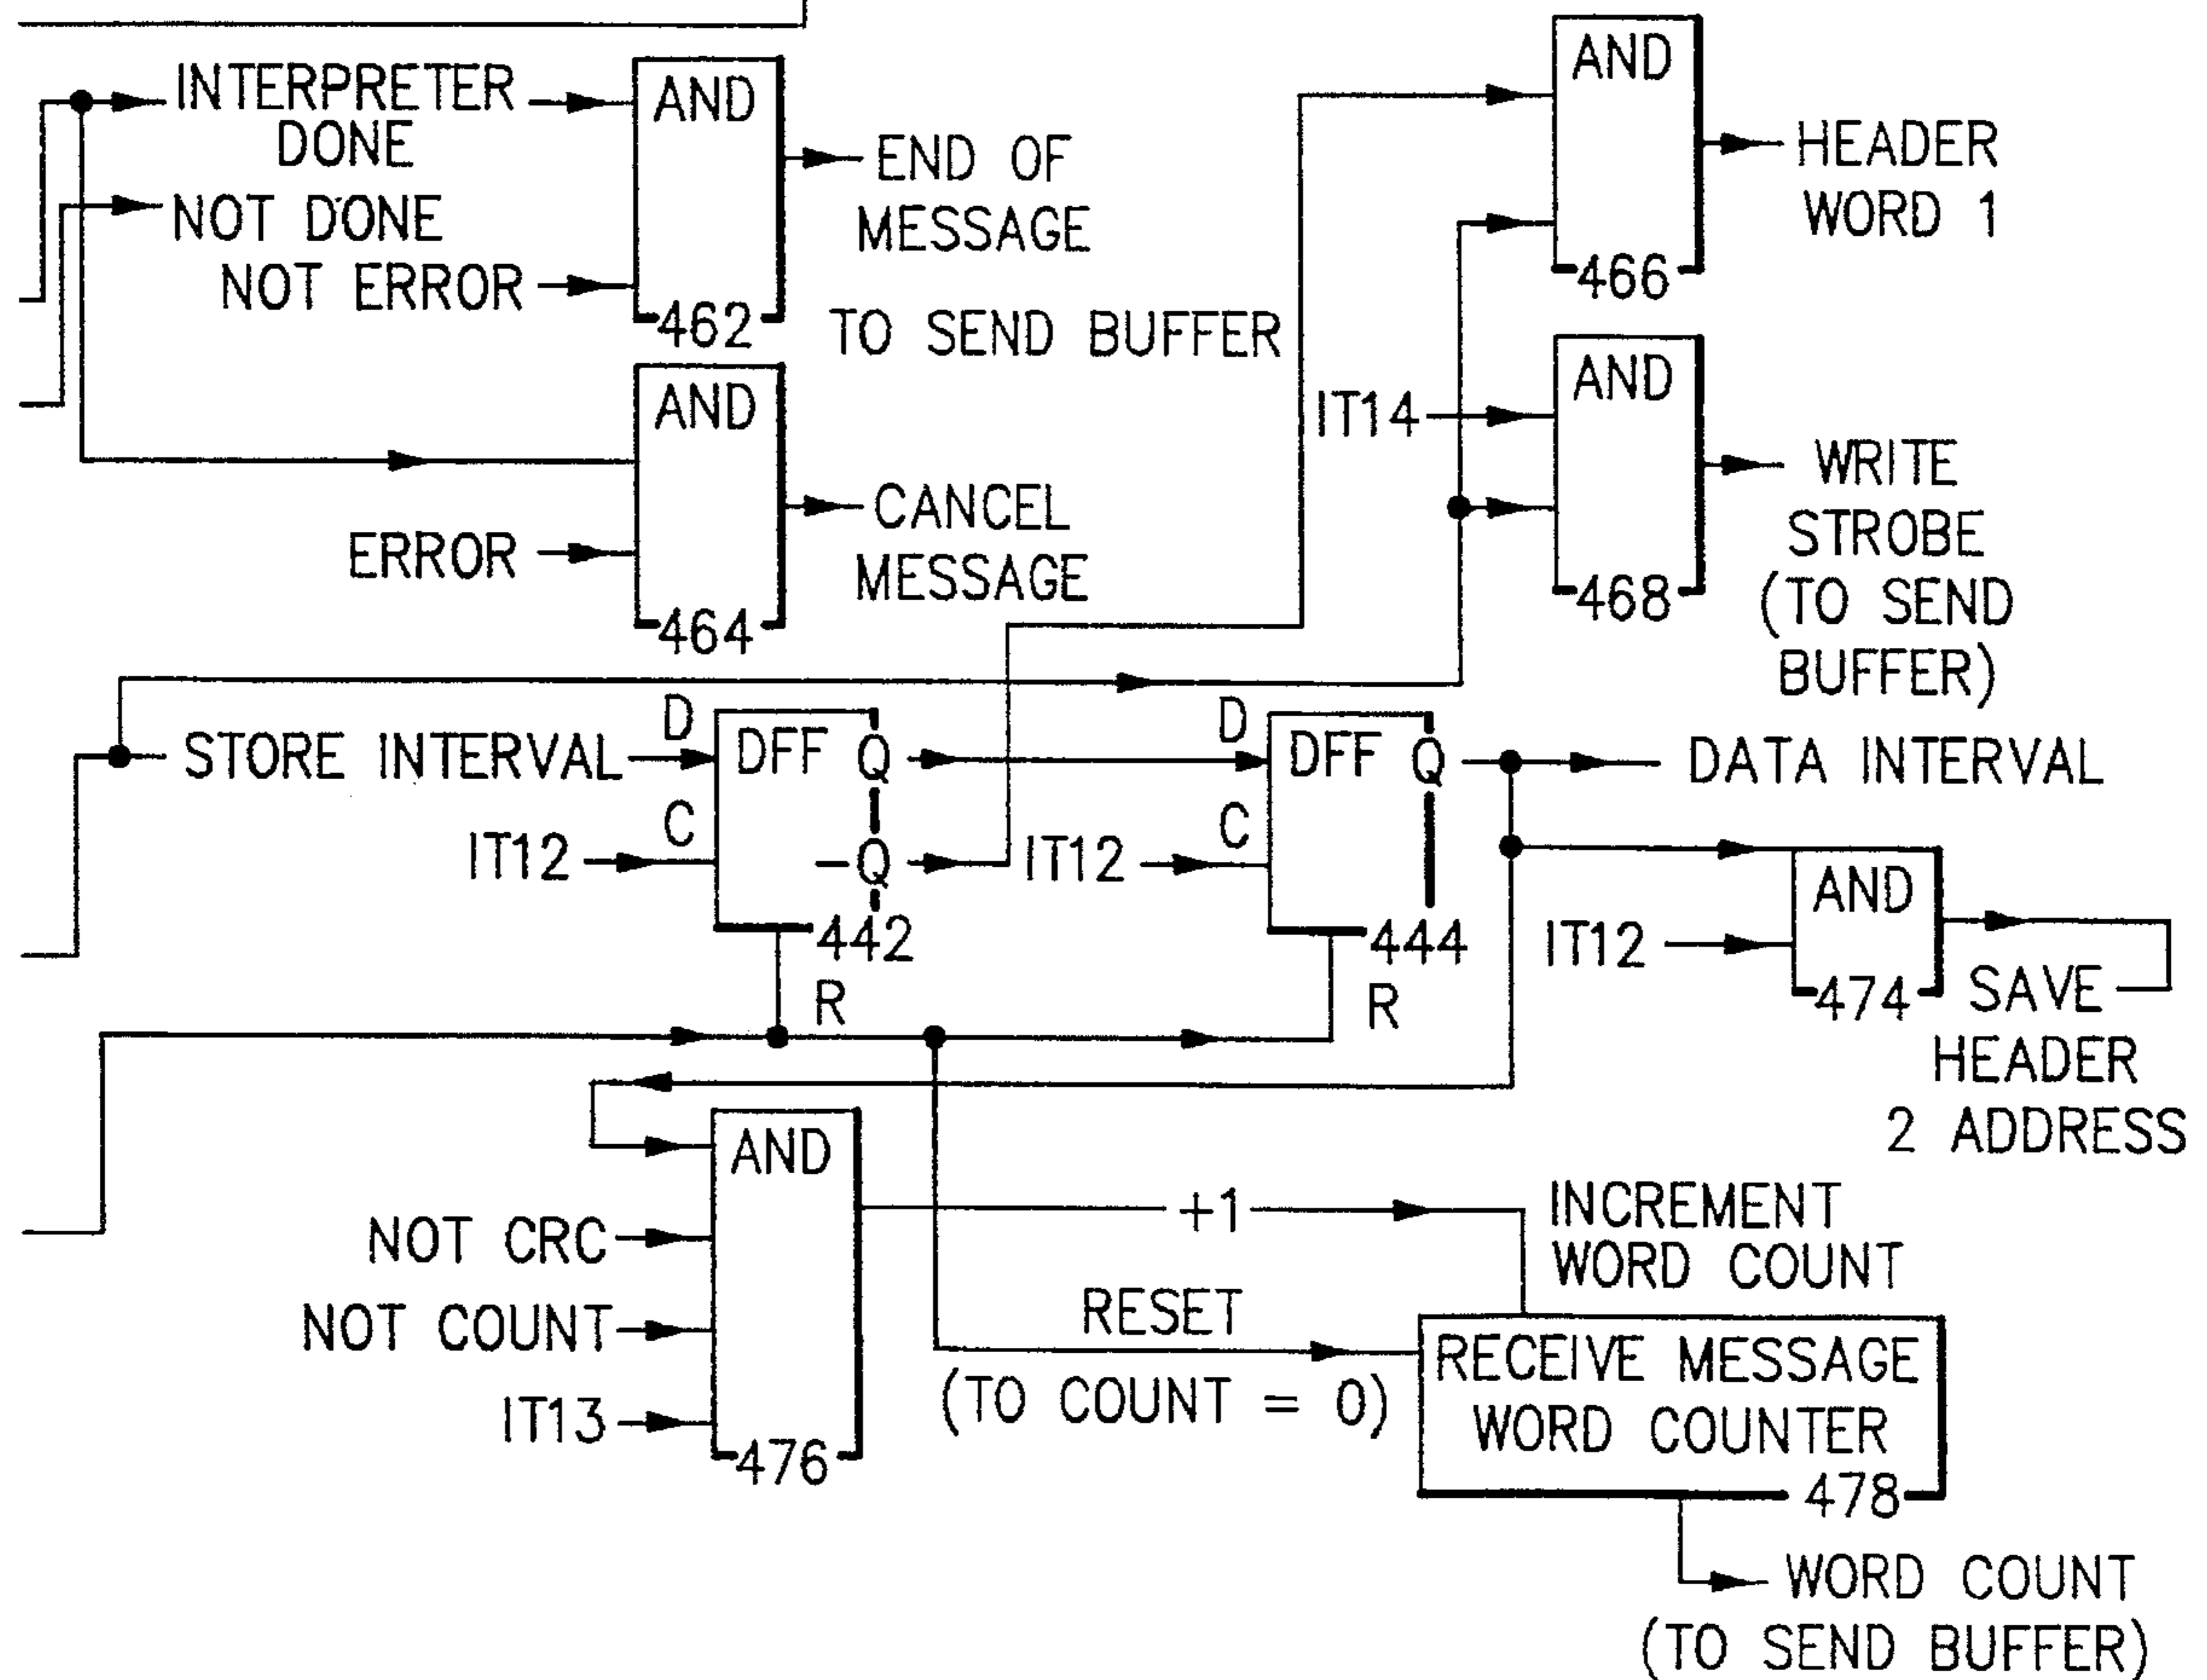 INTERPRETER
DONE
AND
END OF
MESSAGE
NOT DONE
NOT ERROR
462
TO SEND BUFFER
AND
CANCEL
MESSAGE
ERROR
464
AND
HEADER
WORD 1
466
IT14
AND
WRITE
STROBE
(TO SEND
BUFFER)
468
STORE INTERVAL
D
DFF Q
IT12
C
-Q
442
R
D
DFF Q
IT12
C
444
R
DATA INTERVAL
AND
IT12
474
SAVE
HEADER
2 ADDRESS
AND
NOT CRC
NOT COUNT
IT13
476
+1
INCREMENT
WORD COUNT
RESET
(TO COUNT = 0)
RECEIVE MESSAGE
WORD COUNTER
478
WORD COUNT
(TO SEND BUFFER)